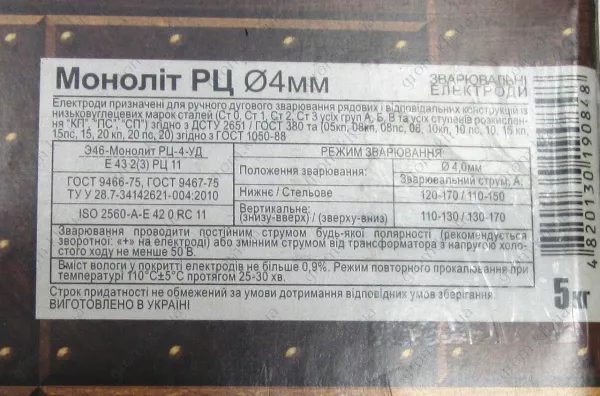 Моноліт РЦ Ø4мм
ЗВАРЮВАЛЬНІ
ЕЛЕКТРОДИ
Електроди призначені для ручного дугового зварювання рядових і відповідальних конструкцій із
низьковуглецевих марок сталей (Ст 0, Ст 1, Ст 2, Ст 3 усіх груп А, Б, В та усіх ступенів розкислен-
ня "КП", "ПС", "СП") згідно з ДСТУ 2651 / ГОСТ 380 та (05кп, 08кп, 08пс, 08, 10кп, 10 пс, 10, 15 кп,
15пс, 15, 20 кп, 20 пс, 20) згідно з ГОСТ 1050-88
Э46-Монолит РЦ-4-УД
Е 43 2(3) РЦ 11
РЕЖИМ ЗВАРЮВАННЯ
ГОСТ 9466-75, ГОСТ 9467-75
ТУ У 28.7-34142621-004:2010
Положення зварювання:
Ø 4,0мм
Зварювальний струм, А.
Нижнє / Стельове
120-170 / 110-150
ISO 2560-A-E 42 0 RC 11
Вертикальне:
(знизу-вверх) / (зверху-вниз)
110-130 / 130-170
Зварювання проводити постійним струмом будь-якої полярності (рекомендується
зворотної: «+» на електроді) або змінним струмом від трансформатора з напругою холо-
стого ходу не менше 50 В.
Вміст вологи у покритті електродів не більше 0,9%. Режим повторного прокалювання при
температурі 110°С±5°С протягом 25-30 хв.
Строк придатності не обмежений за умови дотримання відповідних умов зберігання.
ВИГОТОВЛЕНО В УКРАЇНІ
5 кг
4820130190848